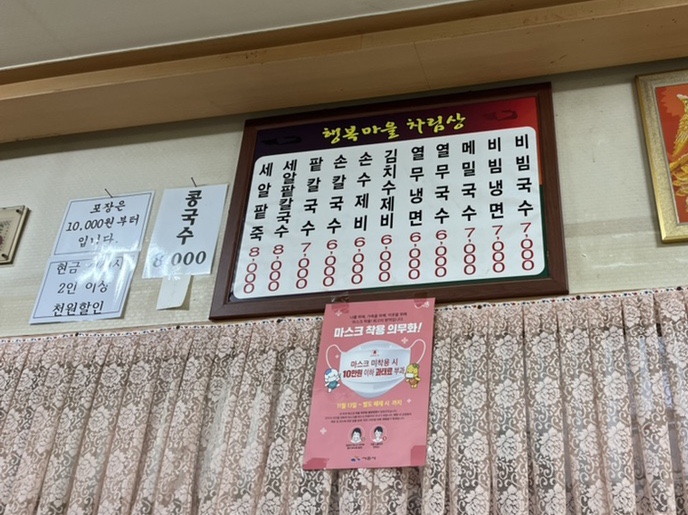 행복마을 차림상
세알팥죽 8,000
세알팥칼국수 8,000
팥칼국수 7,000
손칼국수 6,000
손수제비 6,000
김치수제비 6,000
열무냉면 6,000
열무국수 6,000
메밀국수 7,000
비빔냉면 7,000
비빔국수 7,000
콩국수
8,000
포장은
10,000원부터
입니다.
현금
2인 이상
천원할인
마스크 착용 의무화!
마스크 미착용 시
10만원 이하 과태료 부과